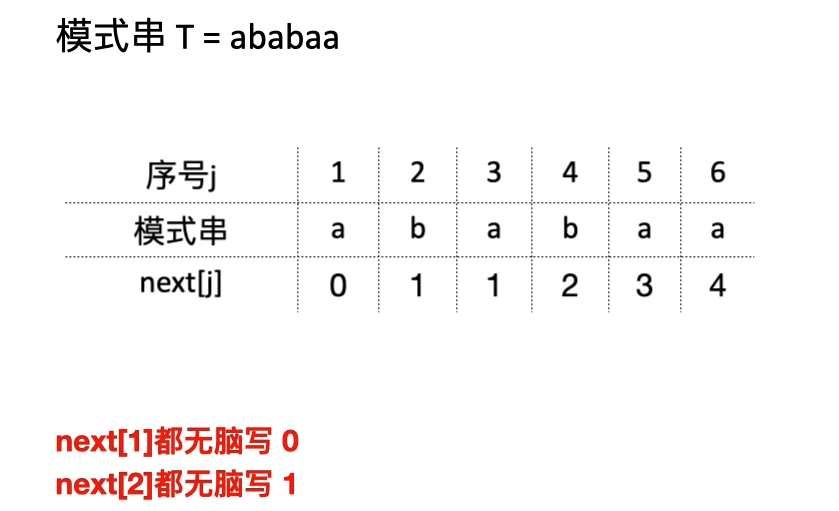 模式串 T = ababaa
序号j 1 2 3 4 5 6
模式串 a b a b a a
next[j] 0 1 1 2 3 4
next[1]都无脑写 0
next[2]都无脑写 1